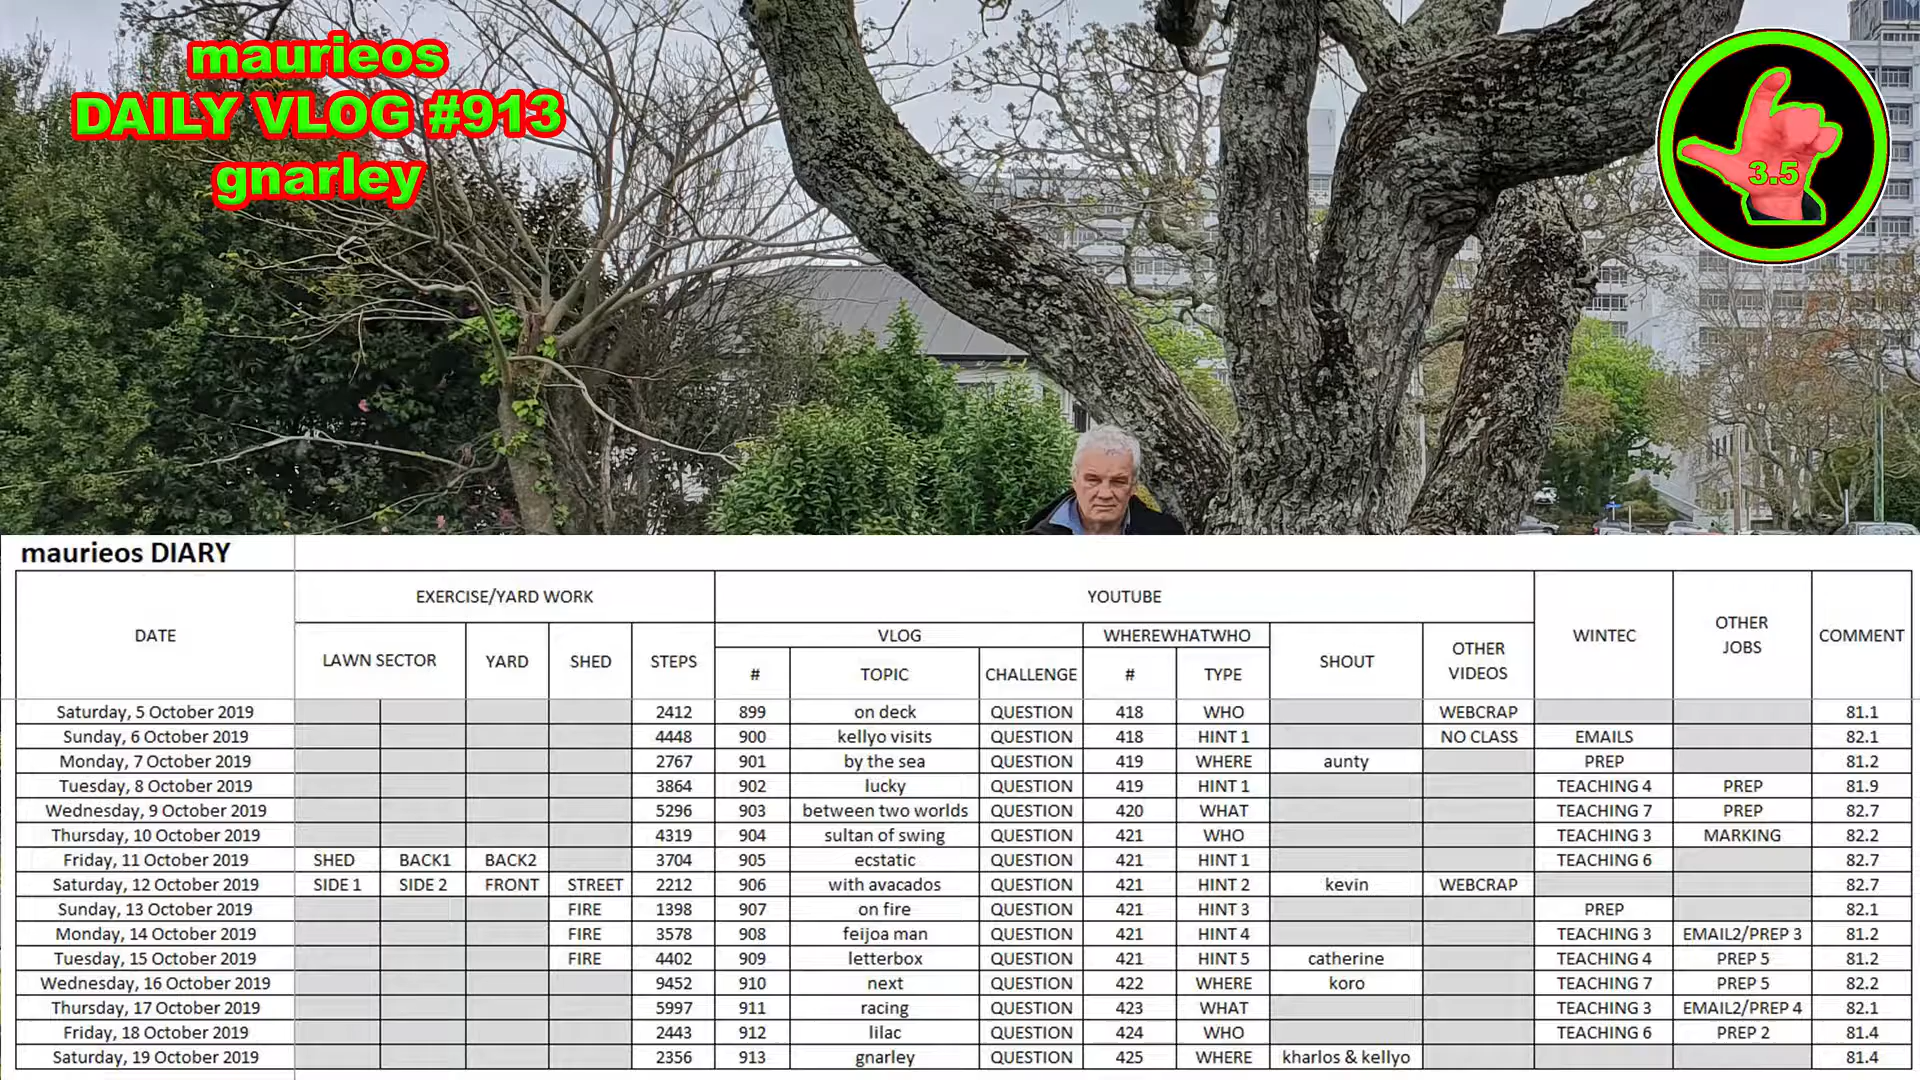 maurieos
DAILY VLOG #913
gnarley
3.5
maurieos DIARY
DATE EXERCISE/YARD WORK YOUTUBE WINTEC OTHER JOBS COMMENT
LAWN SECTOR YARD SHED STEPS VLOG WHEREWHATWHO SHOUT OTHER VIDEOS
# TOPIC CHALLENGE # TYPE
Saturday, 5 October 2019 2412 899 on deck QUESTION 418 WHO WEBCRAP 81.1
Sunday, 6 October 2019 4448 900 kellyo visits QUESTION 418 HINT 1 NO CLASS EMAILS 82.1
Monday, 7 October 2019 2767 901 by the sea QUESTION 419 WHERE aunty PREP 81.2
Tuesday, 8 October 2019 3864 902 lucky QUESTION 419 HINT 1 TEACHING 4 PREP 81.9
Wednesday, 9 October 2019 5296 903 between two worlds QUESTION 420 WHAT TEACHING 7 PREP 82.7
Thursday, 10 October 2019 4319 904 sultan of swing QUESTION 421 WHO TEACHING 3 MARKING 82.2
Friday, 11 October 2019 SHED BACK1 BACK2 3704 905 ecstatic QUESTION 421 HINT 1 TEACHING 6 82.7
Saturday, 12 October 2019 SIDE 1 SIDE 2 FRONT STREET 2212 906 with avacados QUESTION 421 HINT 2 kevin WEBCRAP 82.7
Sunday, 13 October 2019 FIRE 1398 907 on fire QUESTION 421 HINT 3 PREP 82.1
Monday, 14 October 2019 FIRE 3578 908 feijoa man QUESTION 421 HINT 4 TEACHING 3 EMAIL2/PREP 3 81.2
Tuesday, 15 October 2019 FIRE 4402 909 letterbox QUESTION 421 HINT 5 catherine TEACHING 4 PREP 5 81.2
Wednesday, 16 October 2019 9452 910 next QUESTION 422 WHERE koro TEACHING 7 PREP 5 82.2
Thursday, 17 October 2019 5997 911 racing QUESTION 423 WHAT TEACHING 3 EMAIL2/PREP 4 82.1
Friday, 18 October 2019 2443 912 lilac QUESTION 424 WHO TEACHING 6 PREP 2 81.4
Saturday, 19 October 2019 2356 913 gnarley QUESTION 425 WHERE kharlos & kellyo 81.4